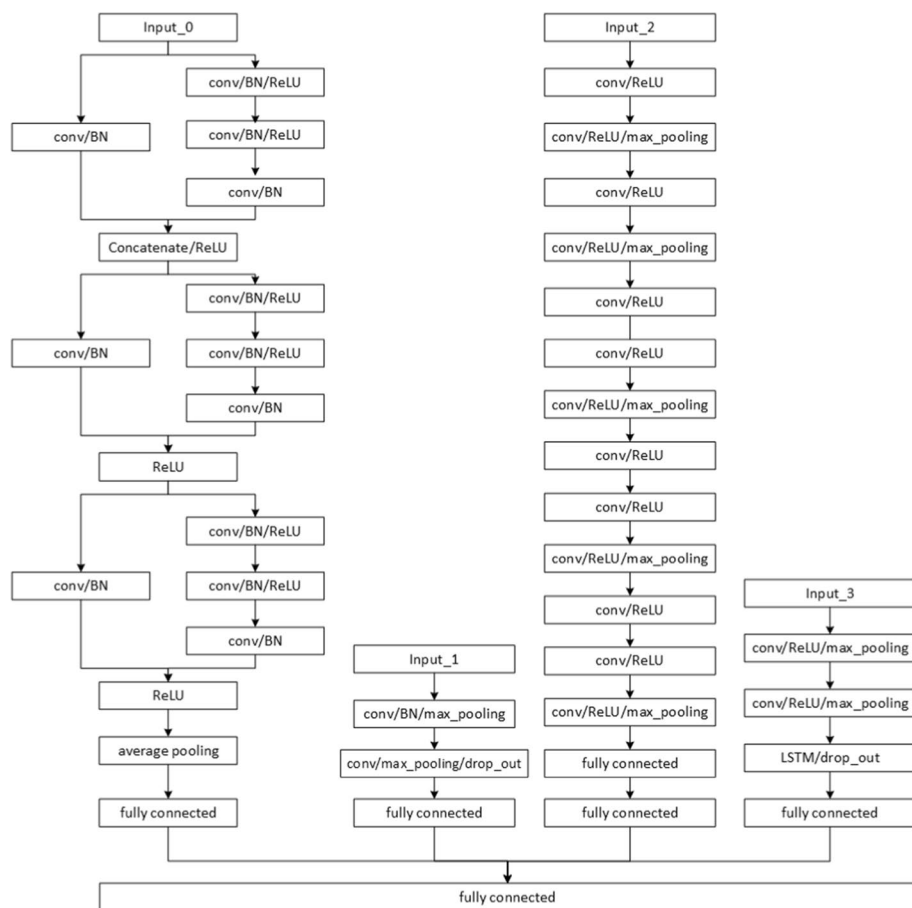 Input_0
conv/BN/ReLU
conv/BN
conv/BN/ReLU
conv/BN
Concatenate/ReLU
conv/BN/ReLU
conv/BN
conv/BN/ReLU
conv/BN
ReLU
conv/BN/ReLU
conv/BN
conv/BN/ReLU
conv/BN
ReLU
average pooling
fully connected
Input_1
conv/BN/max_pooling
conv/max_pooling/drop_out
fully connected
Input_2
conv/ReLU
conv/ReLU/max_pooling
conv/ReLU
conv/ReLU/max_pooling
conv/ReLU
conv/ReLU
conv/ReLU/max_pooling
conv/ReLU
conv/ReLU
conv/ReLU/max_pooling
conv/ReLU
conv/ReLU
conv/ReLU/max_pooling
fully connected
fully connected
Input_3
conv/ReLU/max_pooling
conv/ReLU/max_pooling
LSTM/drop_out
fully connected
fully connected